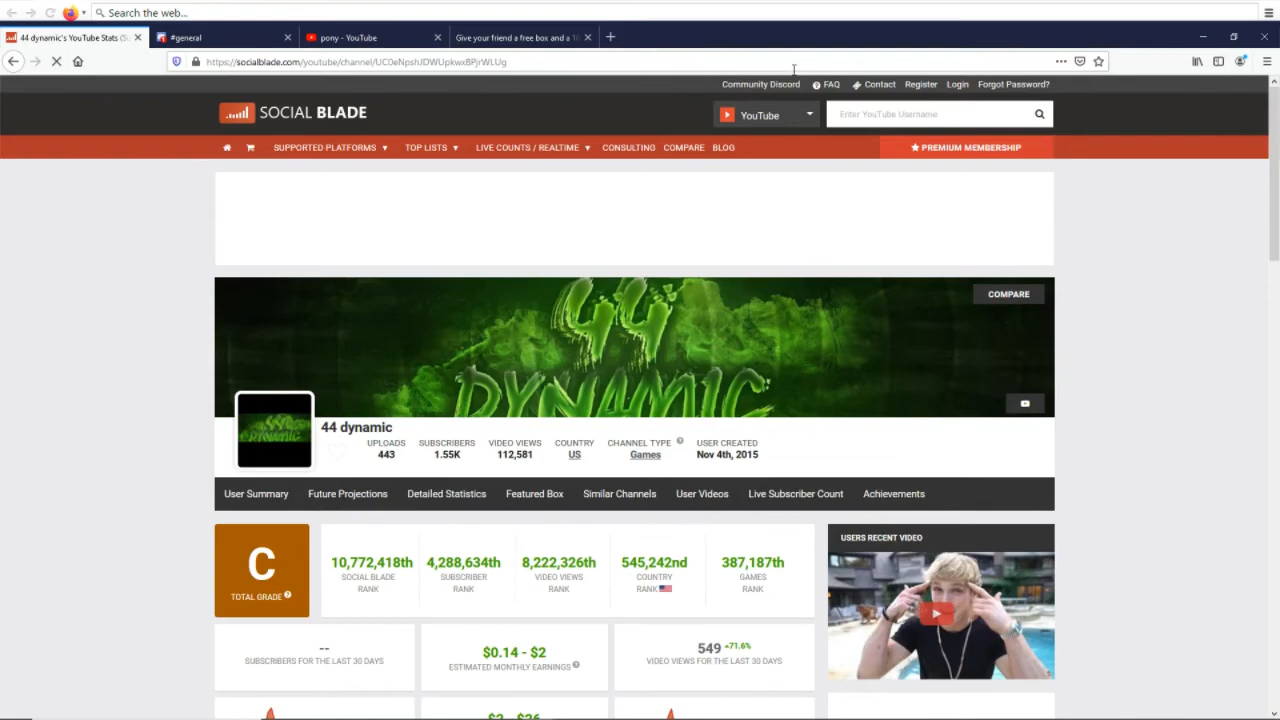 Search the web...
44 dynamic's YouTube Stats (Su
#general
pony - YouTube
Give your friend a free box and a 1
https://socialblade.com/youtube/channel/UC0eNpshJDWUpkwxBPjrWLUg
Community Discord
FAQ
Contact
Register
Login
Forgot Password?
SOCIAL BLADE
YouTube
Enter YouTube Username
SUPPORTED PLATFORMS
TOP LISTS
LIVE COUNTS / REALTIME
CONSULTING
COMPARE
BLOG
PREMIUM MEMBERSHIP
COMPARE
44
DYNAMIC
44 dynamic
UPLOADS
443
SUBSCRIBERS
1.55K
VIDEO VIEWS
112,581
COUNTRY
US
CHANNEL TYPE
Games
USER CREATED
Nov 4th, 2015
User Summary
Future Projections
Detailed Statistics
Featured Box
Similar Channels
User Videos
Live Subscriber Count
Achievements
C
TOTAL GRADE
10,772,418th
SOCIAL BLADE
RANK
4,288,634th
SUBSCRIBER
RANK
8,222,326th
VIDEO VIEWS
RANK
545,242nd
COUNTRY
RANK
387,187th
GAMES
RANK
USERS RECENT VIDEO
--
SUBSCRIBERS FOR THE LAST 30 DAYS
$0.14 - $2
ESTIMATED MONTHLY EARNINGS
549 71.6%
VIDEO VIEWS FOR THE LAST 30 DAYS